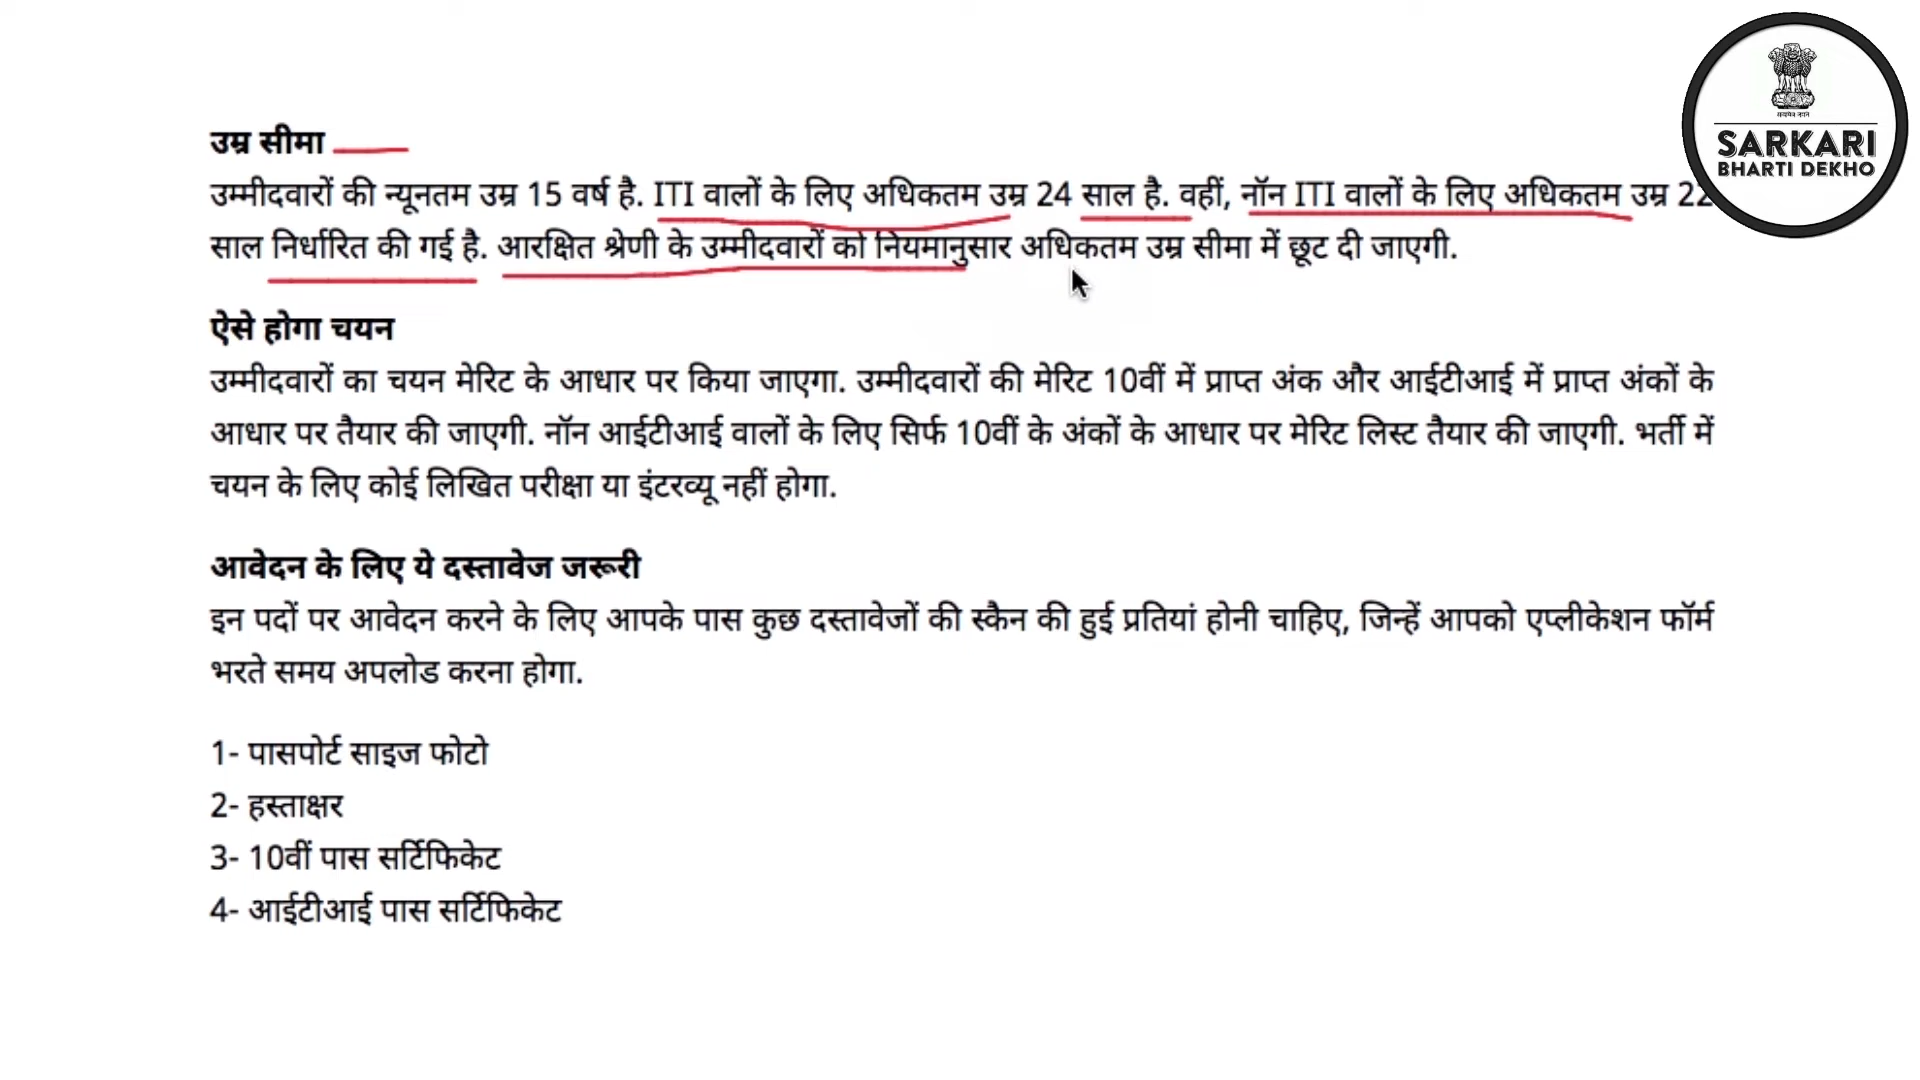 उम्र सीमा
उम्मीदवारों की न्यूनतम उम्र 15 वर्ष है. ITI वालों के लिए अधिकतम उम्र 24 साल है. वहीं, नॉन ITI वालों के लिए अधिकतम उम्र 22
साल निर्धारित की गई है. आरक्षित श्रेणी के उम्मीदवारों को नियमानुसार अधिकतम उम्र सीमा में छूट दी जाएगी.
ऐसे होगा चयन
उम्मीदवारों का चयन मेरिट के आधार पर किया जाएगा. उम्मीदवारों की मेरिट 10वीं में प्राप्त अंक और आईटीआई में प्राप्त अंकों के
आधार पर तैयार की जाएगी. नॉन आईटीआई वालों के लिए सिर्फ 10वीं के अंकों के आधार पर मेरिट लिस्ट तैयार की जाएगी. भर्ती में
चयन के लिए कोई लिखित परीक्षा या इंटरव्यू नहीं होगा.
आवेदन के लिए ये दस्तावेज जरूरी
इन पदों पर आवेदन करने के लिए आपके पास कुछ दस्तावेजों की स्कैन की हुई प्रतियां होनी चाहिए, जिन्हें आपको एप्लीकेशन फॉर्म
भरते समय अपलोड करना होगा.
1- पासपोर्ट साइज फोटो
2- हस्ताक्षर
3- 10वीं पास सर्टिफिकेट
4- आईटीआई पास सर्टिफिकेट
सत्यमेव जयते
SARKARI
BHARTI DEKHO